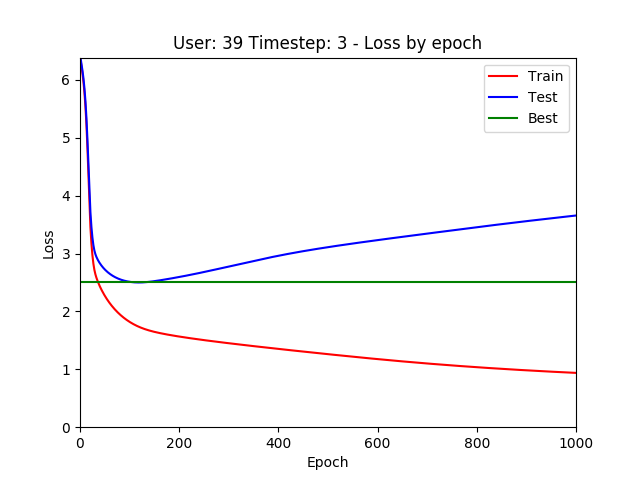 User: 39 Timestep: 3 - Loss by epoch
Train
Test
Best
6
5
4
3
2
1
0
Loss
0 200 400 600 800 1000
Epoch